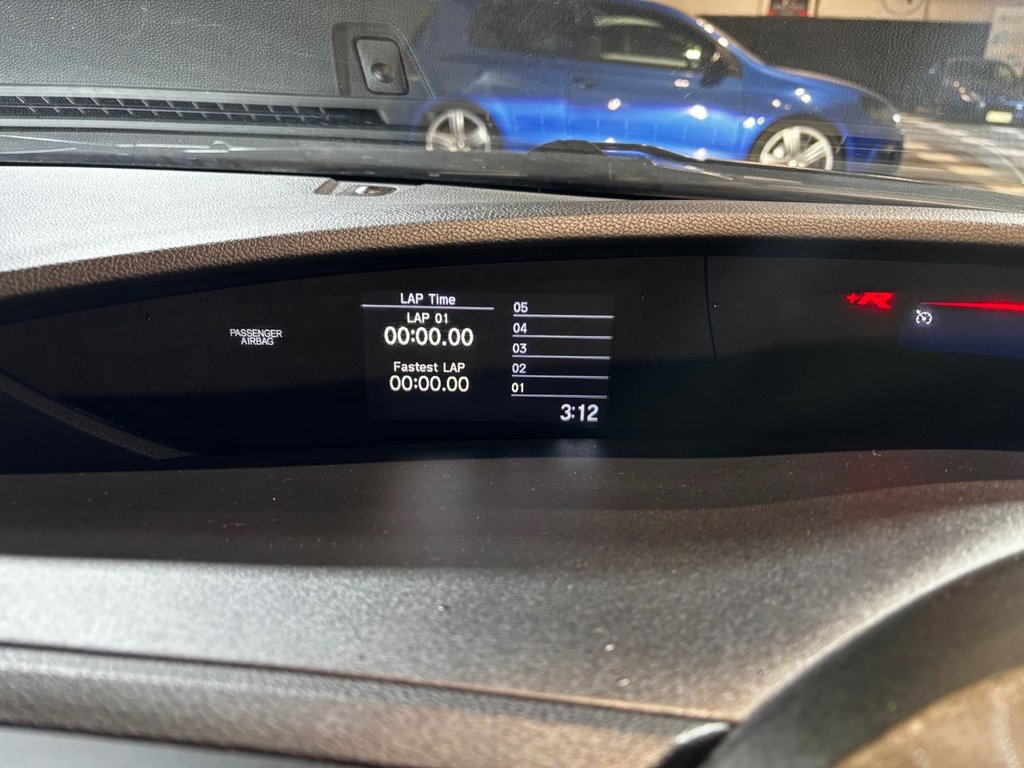 PASSENGER
AIRBAG
LAP Time
LAP 01
00:00.00
Fastest LAP
00:00.00
05
04
03
02
01
3:12
+R